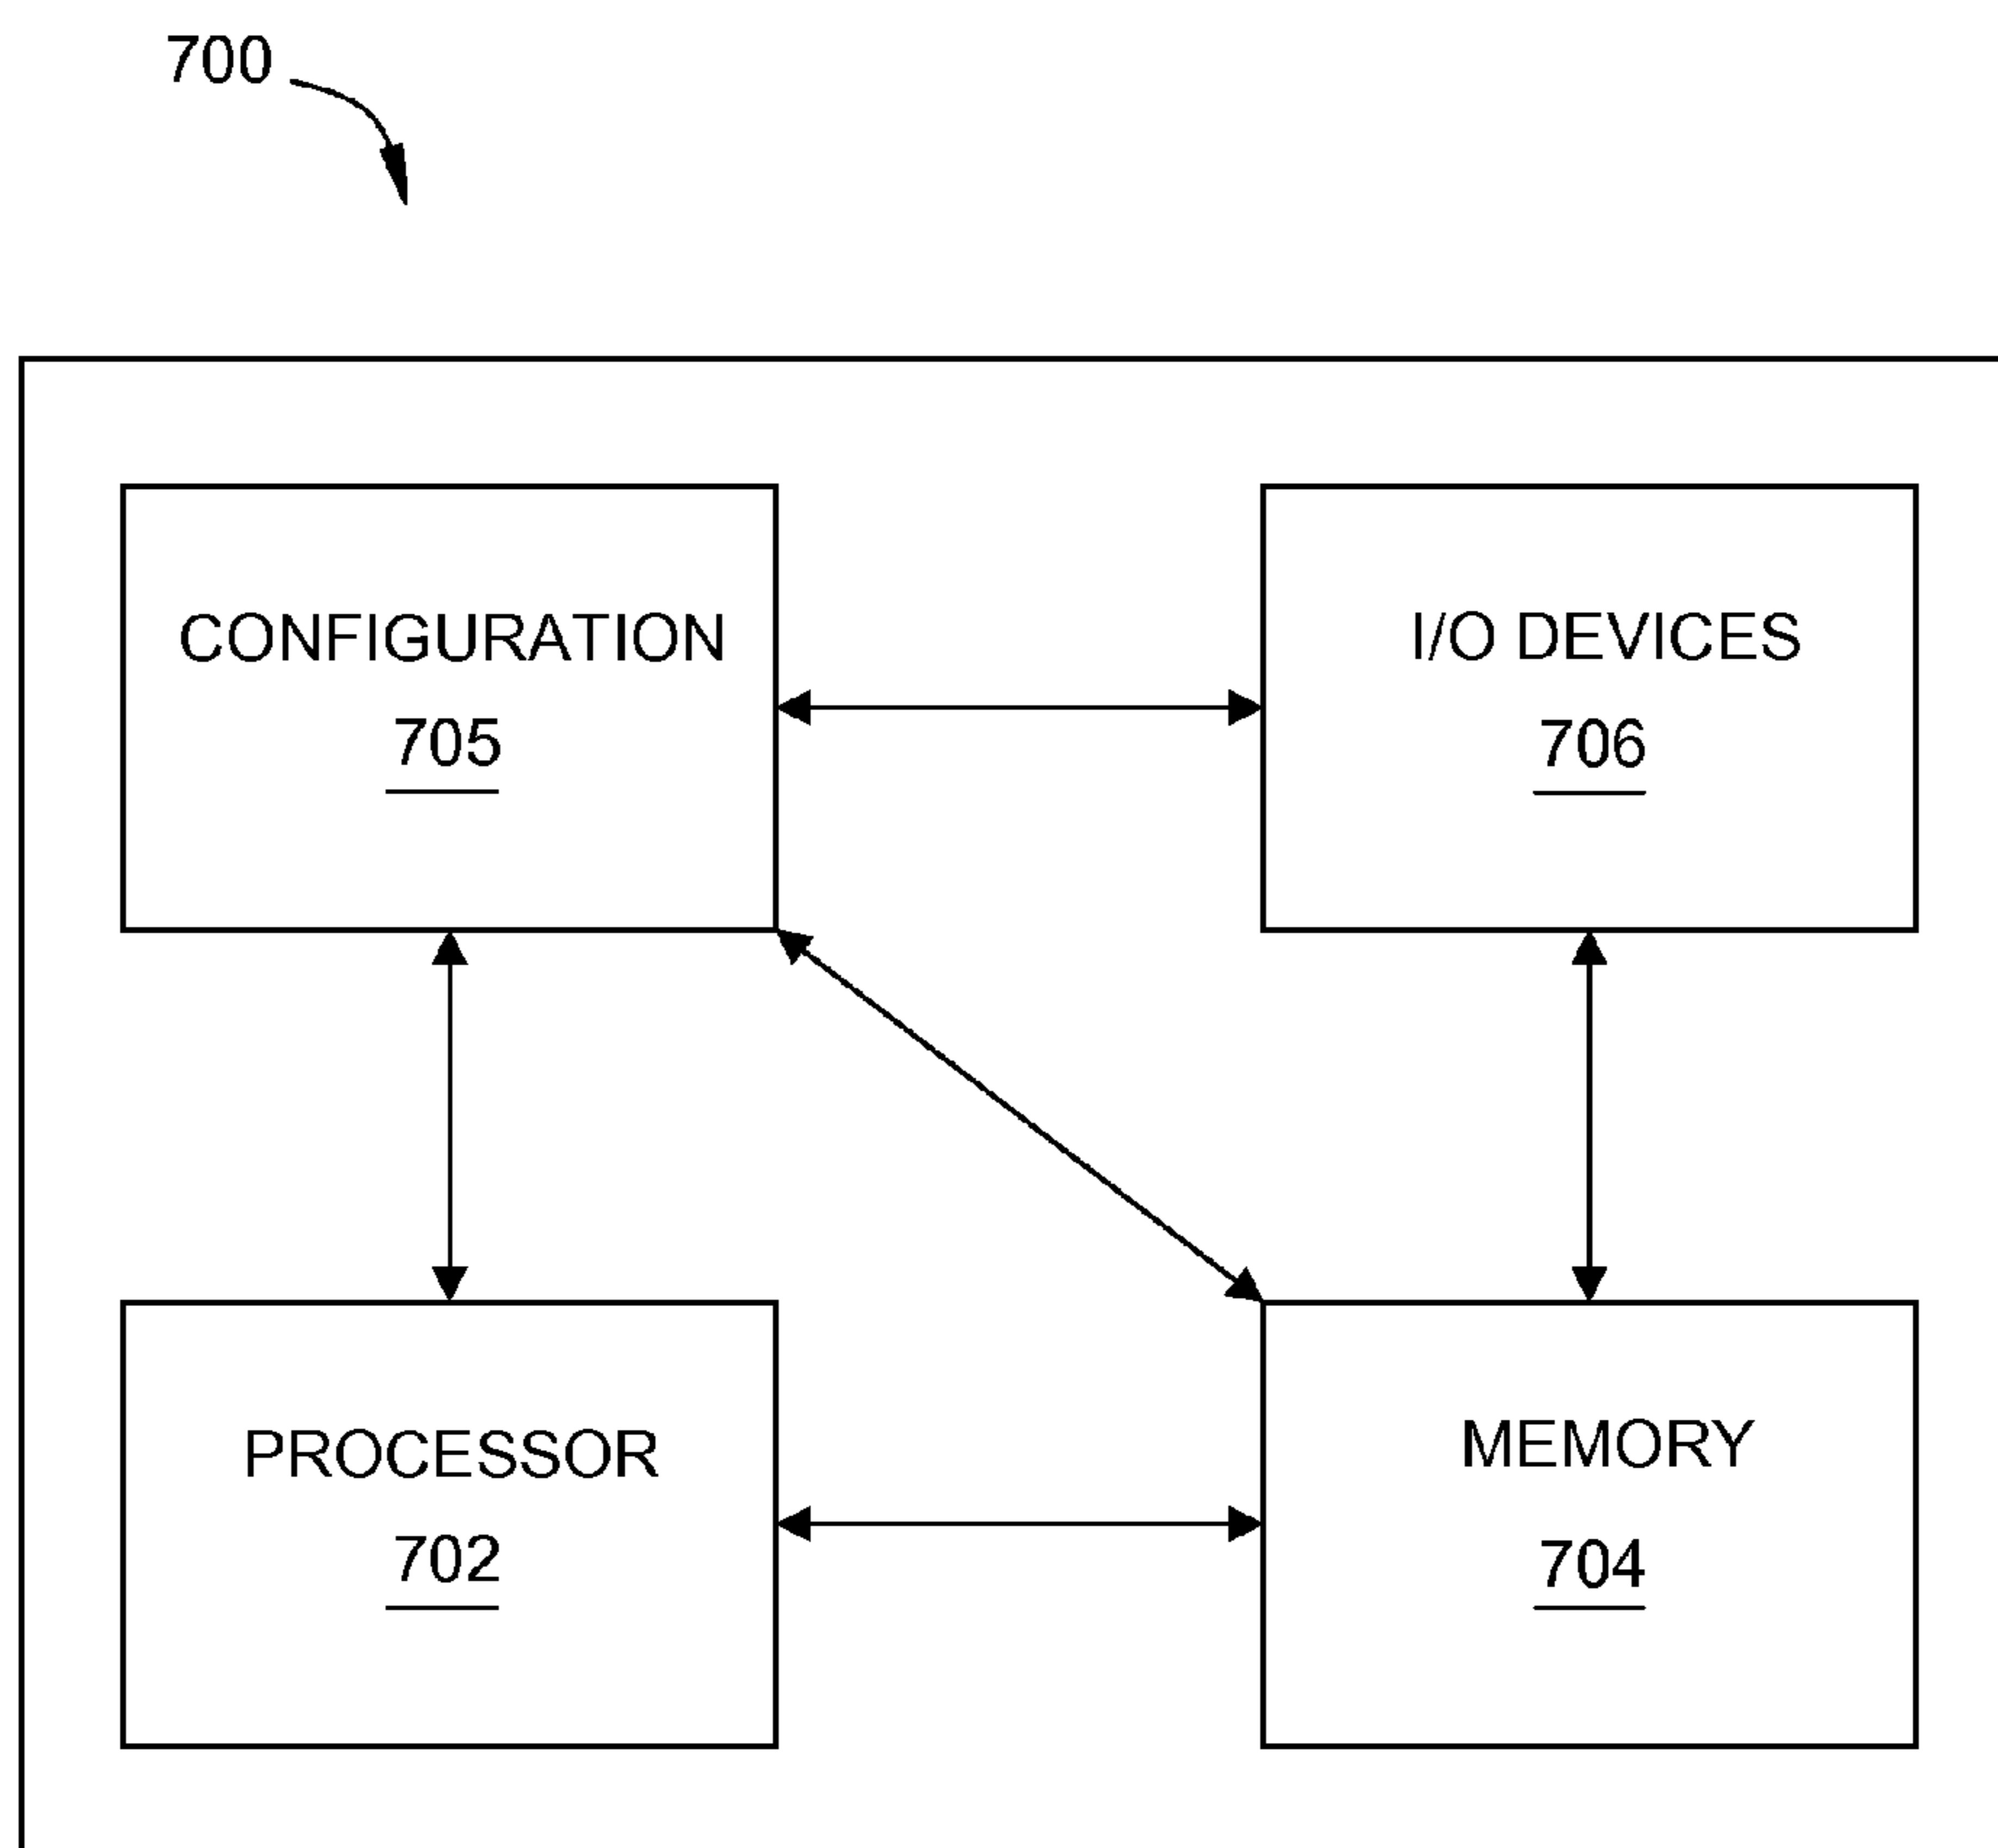 700
CONFIGURATION
705
I/O DEVICES
706
PROCESSOR
702
MEMORY
704